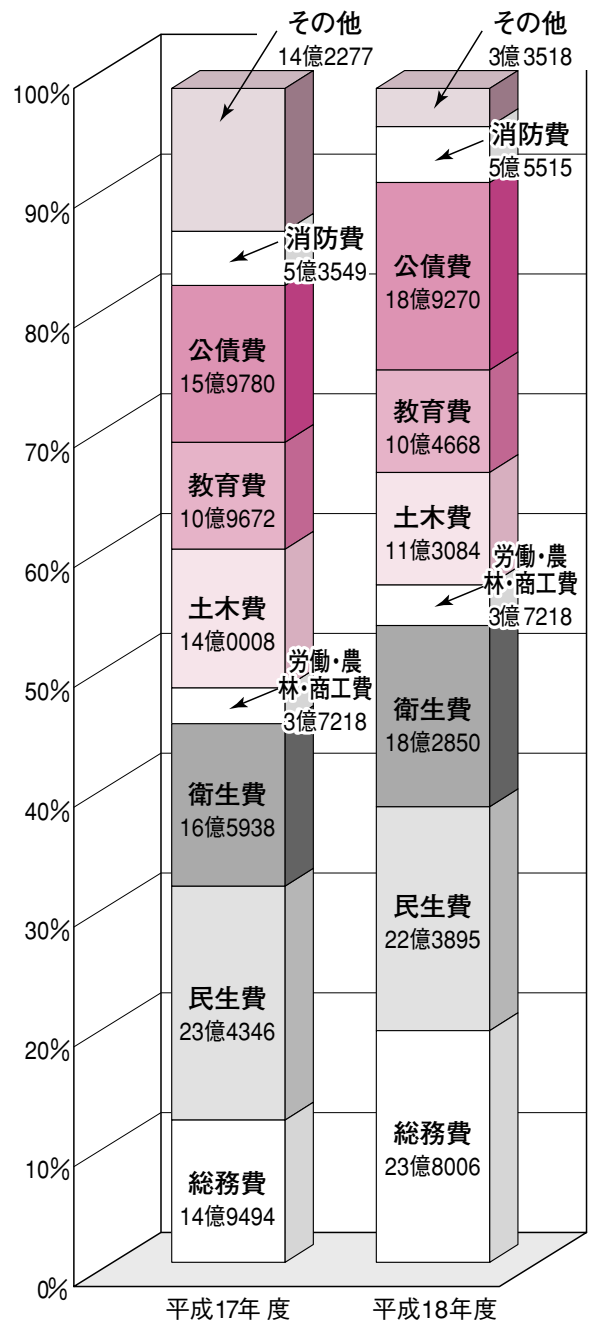 その他
14億2277
その他
3億3518
100%
消防費
5億5515
90%
消防費
5億3549
公債費
18億9270
80%
公債費
15億9780
教育費
10億4668
70%
教育費
10億9672
土木費
11億3084
60%
労働・農
林・商工費
3億7218
土木費
14億0008
50%
労働・農
林・商工費
3億7218
衛生費
18億2850
衛生費
16億5938
40%
民生費
22億3895
30%
民生費
23億4346
20%
総務費
23億8006
10%
総務費
14億9494
0%
平成17年 度
平成18年度